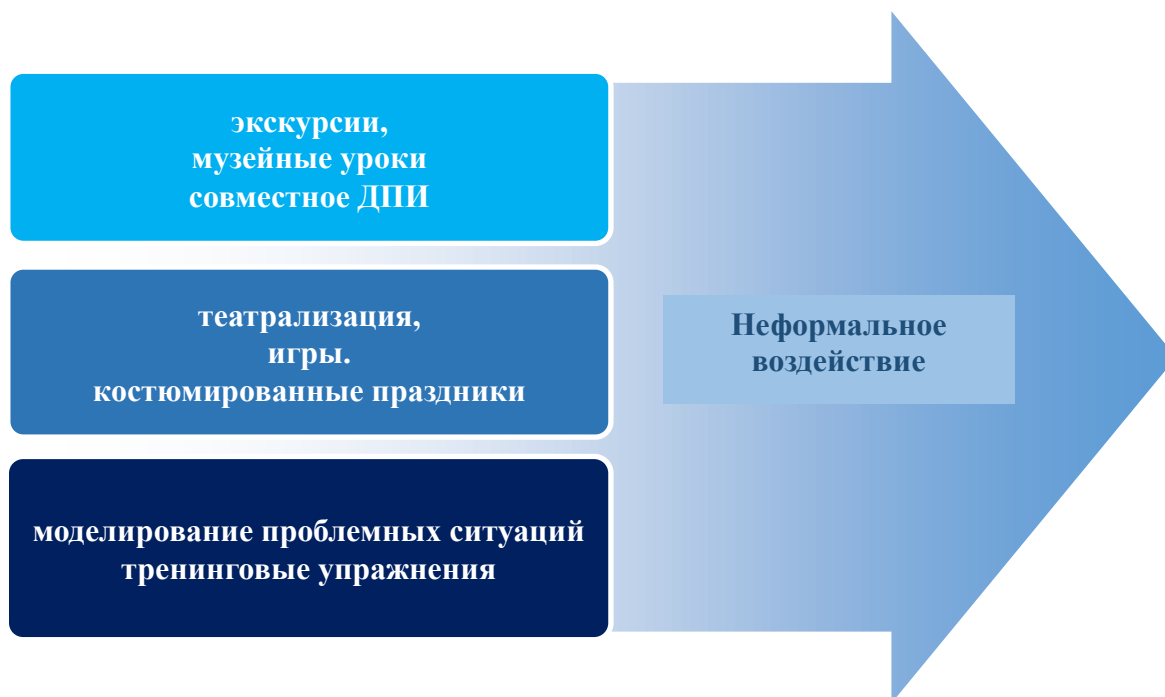 экскурсии,
музейные уроки
совместное ДПИ
театрализация,
игры.
костюмированные праздники
моделирование проблемных ситуаций
тренинговые упражнения
Неформальное
воздействие